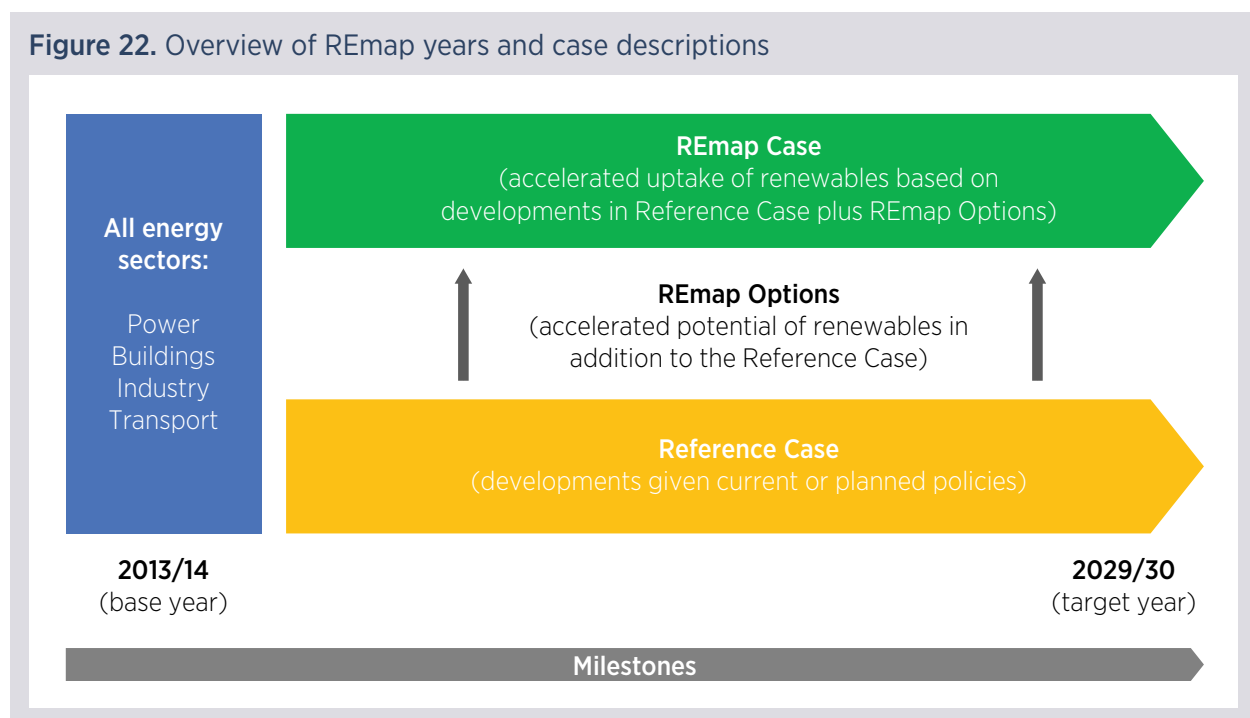 Figure 22. Overview of REmap years and case descriptions
All energy
sectors:
Power
Buildings
Industry
Transport
REmap Case
(accelerated uptake of renewables based on
developments in Reference Case plus REmap Options)
REmap Options
(accelerated potential of renewables in
addition to the Reference Case)
Reference Case
(developments given current or planned policies)
2013/14
(base year)
2029/30
(target year)
Milestones